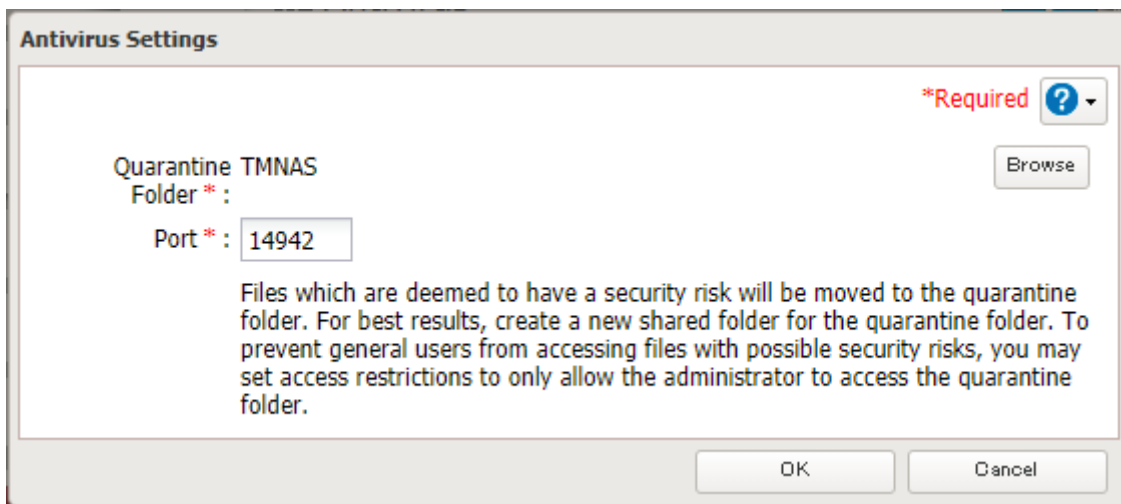 Antivirus Settings
*Required
Quarantine TMNAS
Browse
Folder * :
Port * : 14942
Files which are deemed to have a security risk will be moved to the quarantine
folder. For best results, create a new shared folder for the quarantine folder. To
prevent general users from accessing files with possible security risks, you may
set access restrictions to only allow the administrator to access the quarantine
folder.
OK
Cancel